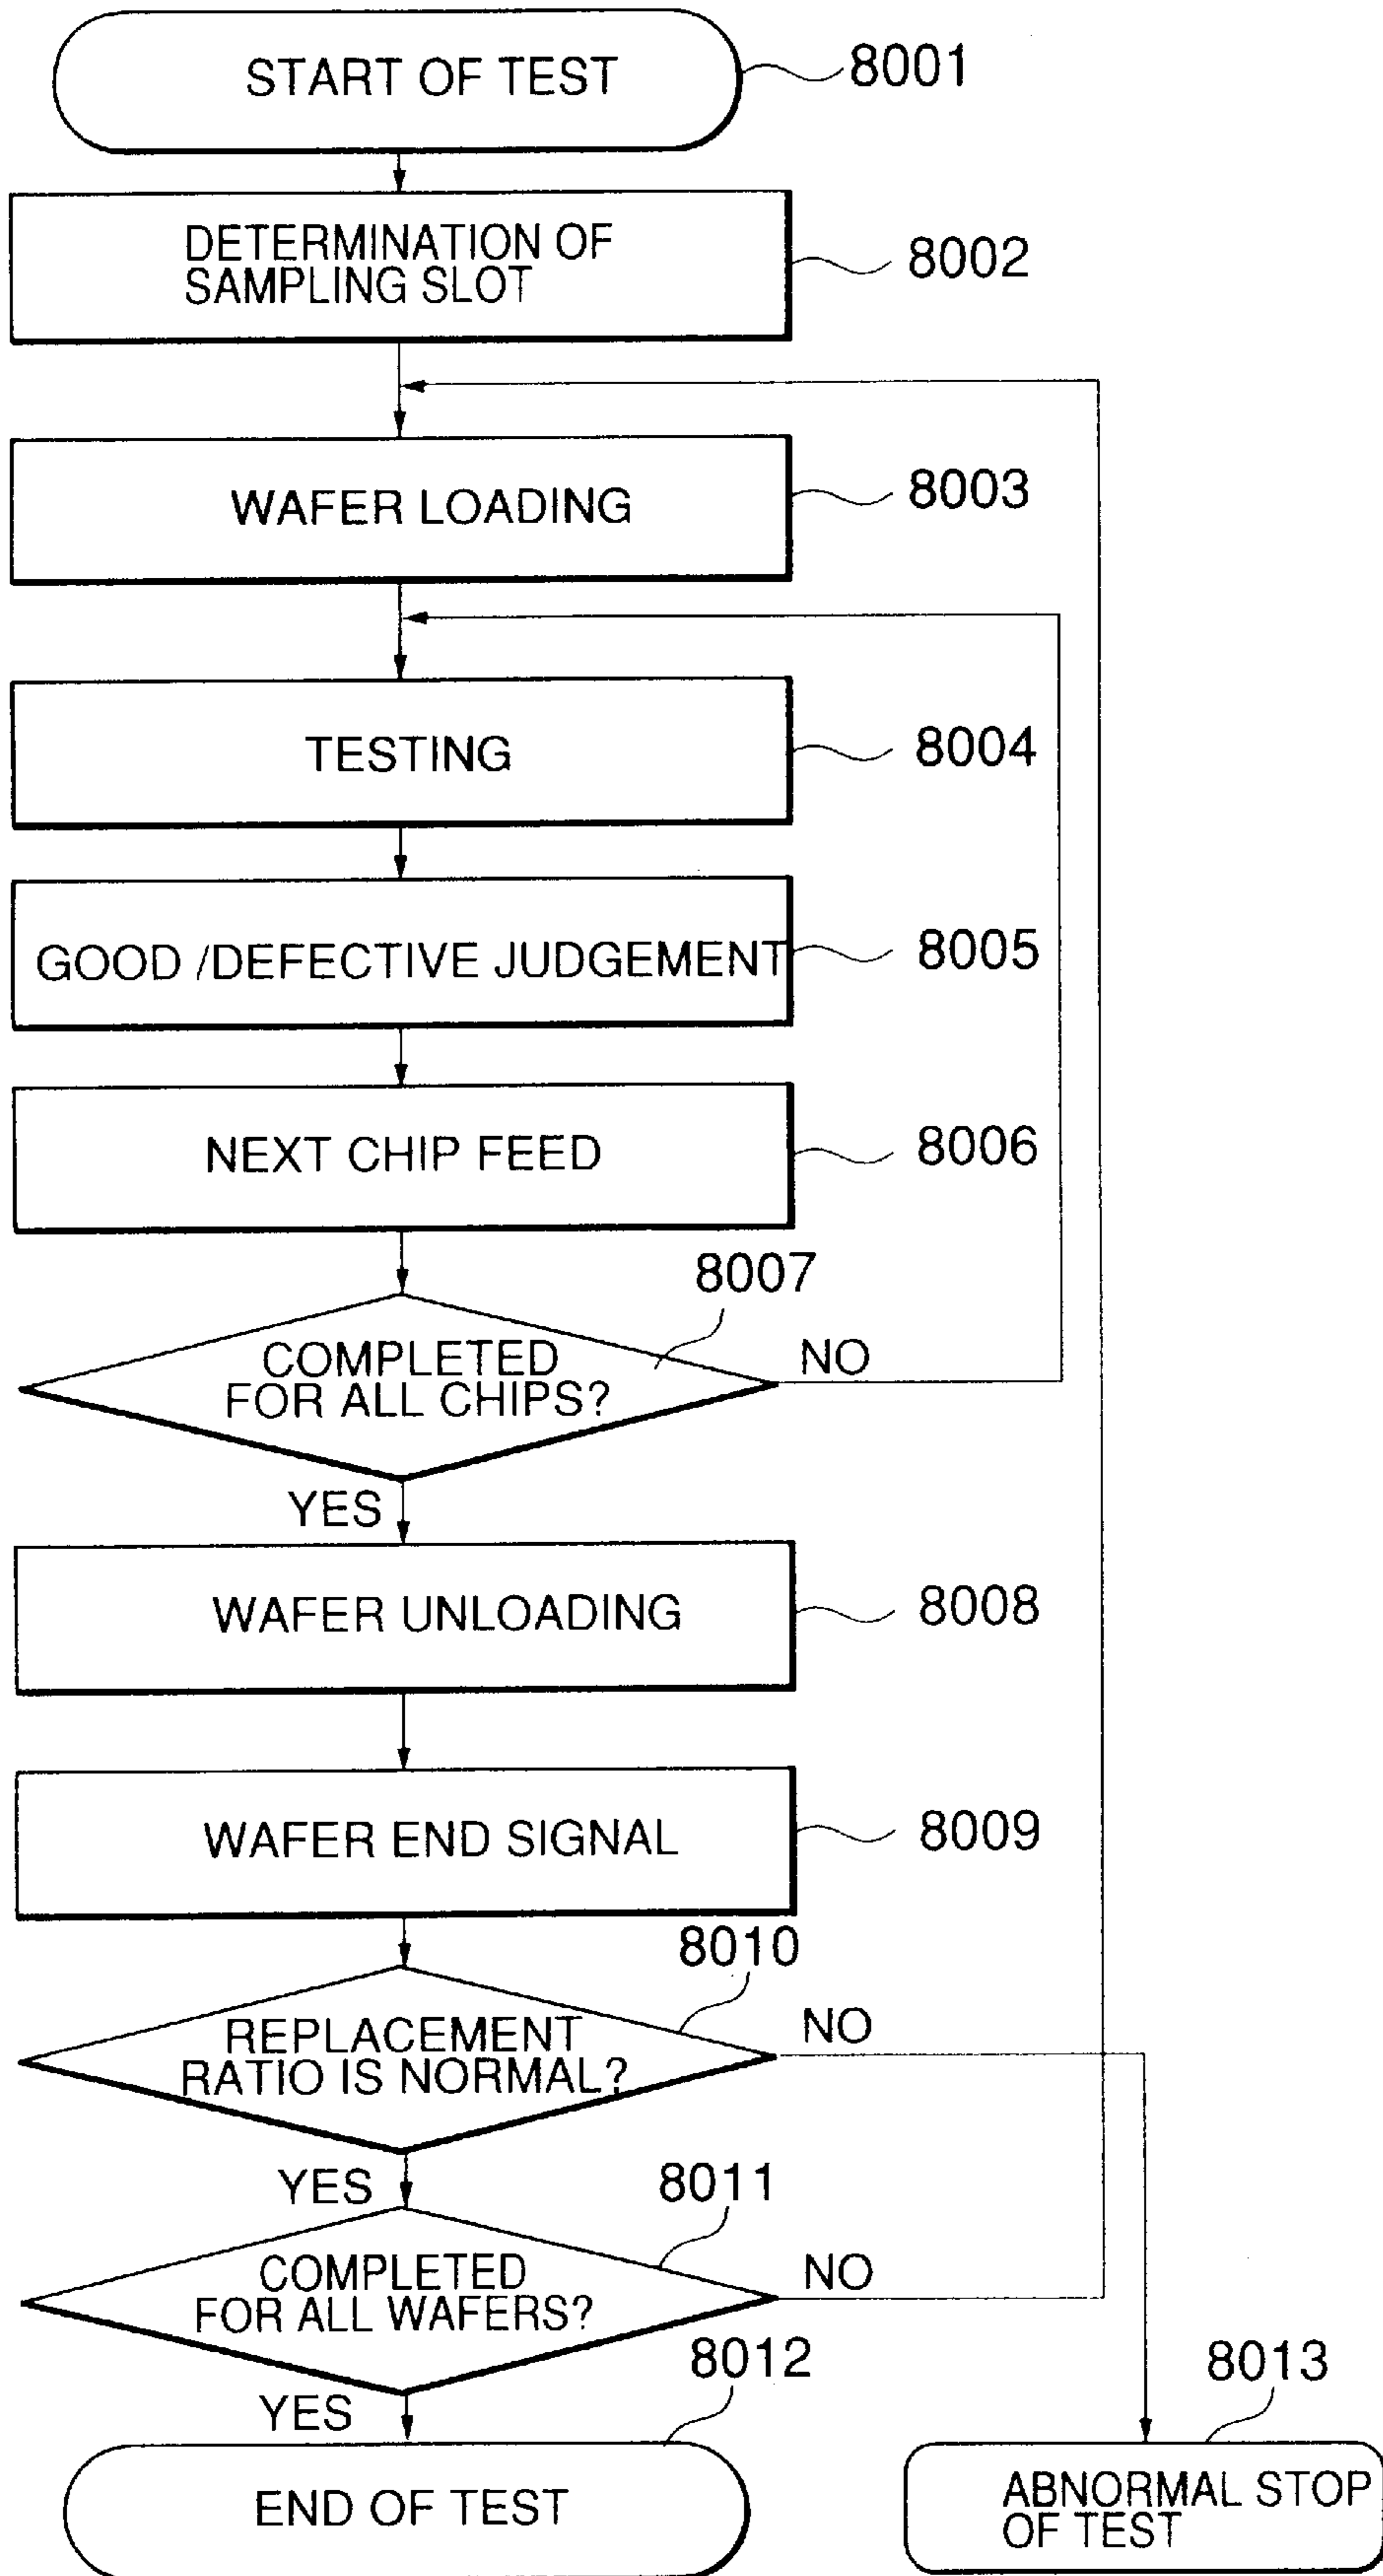 START OF TEST
8001
DETERMINATION OF
SAMPLING SLOT
8002
WAFER LOADING
8003
TESTING
8004
GOOD /DEFECTIVE JUDGEMENT
8005
NEXT CHIP FEED
8006
8007
COMPLETED
FOR ALL CHIPS?
NO
YES
WAFER UNLOADING
8008
WAFER END SIGNAL
8009
8010
REPLACEMENT
RATIO IS NORMAL?
NO
YES
8011
COMPLETED
FOR ALL WAFERS?
NO
YES
8012
END OF TEST
8013
ABNORMAL STOP
OF TEST